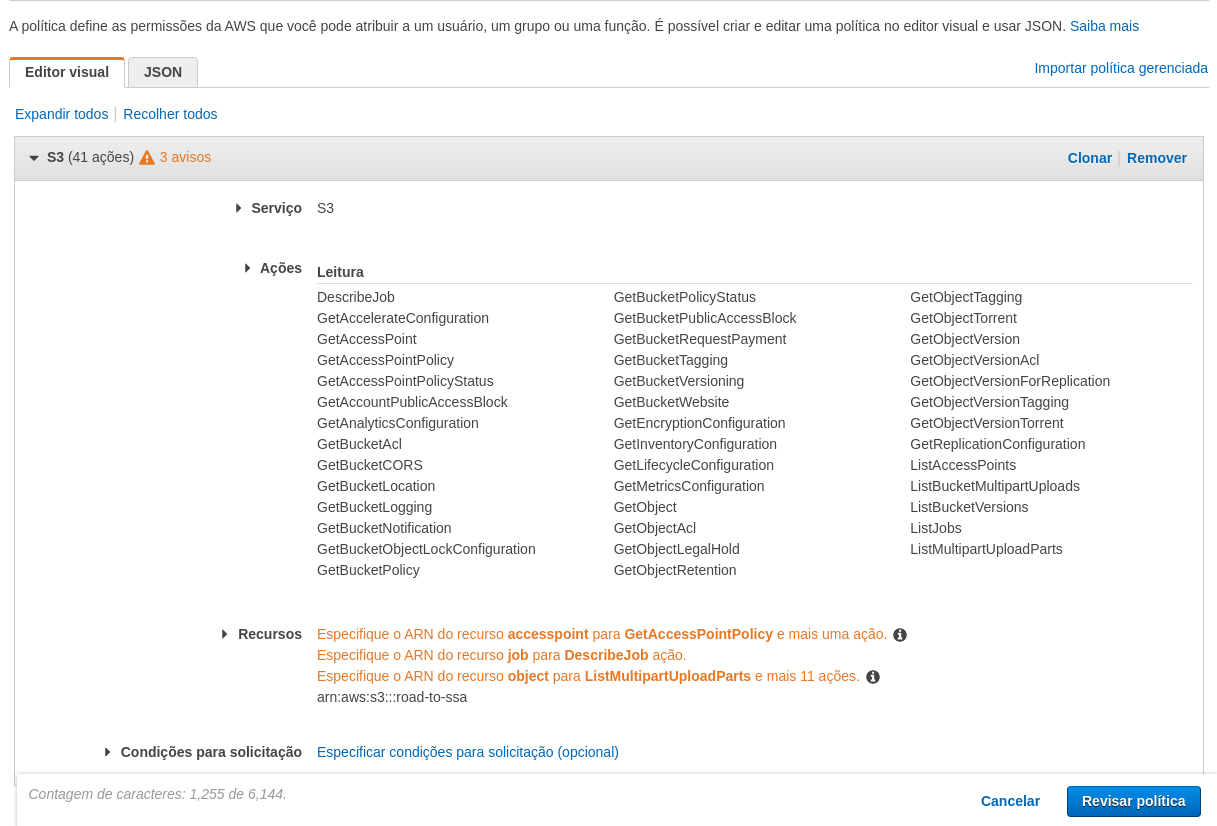 A política define as permissões da AWS que você pode atribuir a um usuário, um grupo ou uma função. É possível criar e editar uma política no editor visual e usar JSON. Saiba mais
Editor visual
JSON
Importar política gerenciada
Expandir todos | Recolher todos
S3 (41 ações) 3 avisos
Clonar | Remover
Serviço S3
Ações
Leitura
DescribeJob
GetAccelerateConfiguration
GetAccessPoint
GetAccessPointPolicy
GetAccessPointPolicyStatus
GetAccountPublicAccessBlock
GetAnalyticsConfiguration
GetBucketAcl
GetBucketCORS
GetBucketLocation
GetBucketLogging
GetBucketNotification
GetBucketObjectLockConfiguration
GetBucketPolicy
GetBucketPolicyStatus
GetBucketPublicAccessBlock
GetBucketRequestPayment
GetBucketTagging
GetBucketVersioning
GetBucketWebsite
GetEncryptionConfiguration
GetInventoryConfiguration
GetLifecycleConfiguration
GetMetricsConfiguration
GetObject
GetObjectAcl
GetObjectLegalHold
GetObjectRetention
GetObjectTagging
GetObjectTorrent
GetObjectVersion
GetObjectVersionAcl
GetObjectVersionForReplication
GetObjectVersionTagging
GetObjectVersionTorrent
GetReplicationConfiguration
ListAccessPoints
ListBucketMultipartUploads
ListBucketVersions
ListJobs
ListMultipartUploadParts
Recursos
Especifique o ARN do recurso accesspoint para GetAccessPointPolicy e mais uma ação.
Especifique o ARN do recurso job para DescribeJob ação.
Especifique o ARN do recurso object para ListMultipartUploadParts e mais 11 ações.
arn:aws:s3:::road-to-ssa
Condições para solicitação Especificar condições para solicitação (opcional)
Contagem de caracteres: 1,255 de 6,144.
Cancelar
Revisar política